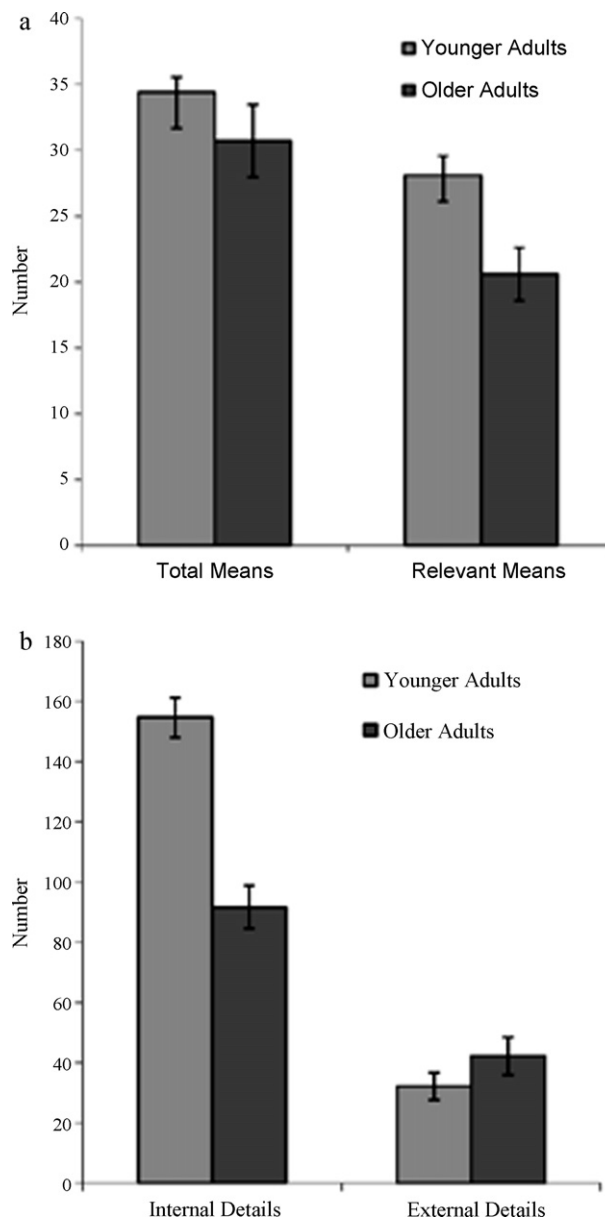 a
40
35
30
25
20
15
10
5
0
Number
Younger Adults
Older Adults
Total Means Relevant Means
b
180
160
140
120
100
80
60
40
20
0
Number
Younger Adults
Older Adults
Internal Details External Details